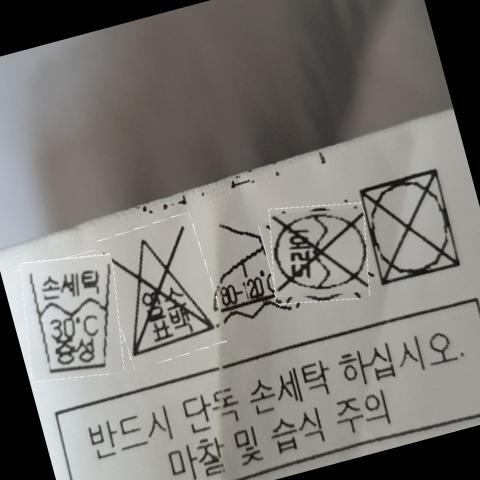 손세탁
30°C
중성
염소
표백
80-120°C
드라이
반드시 단독 손세탁 하십시오.
마찰 및 습식 주의